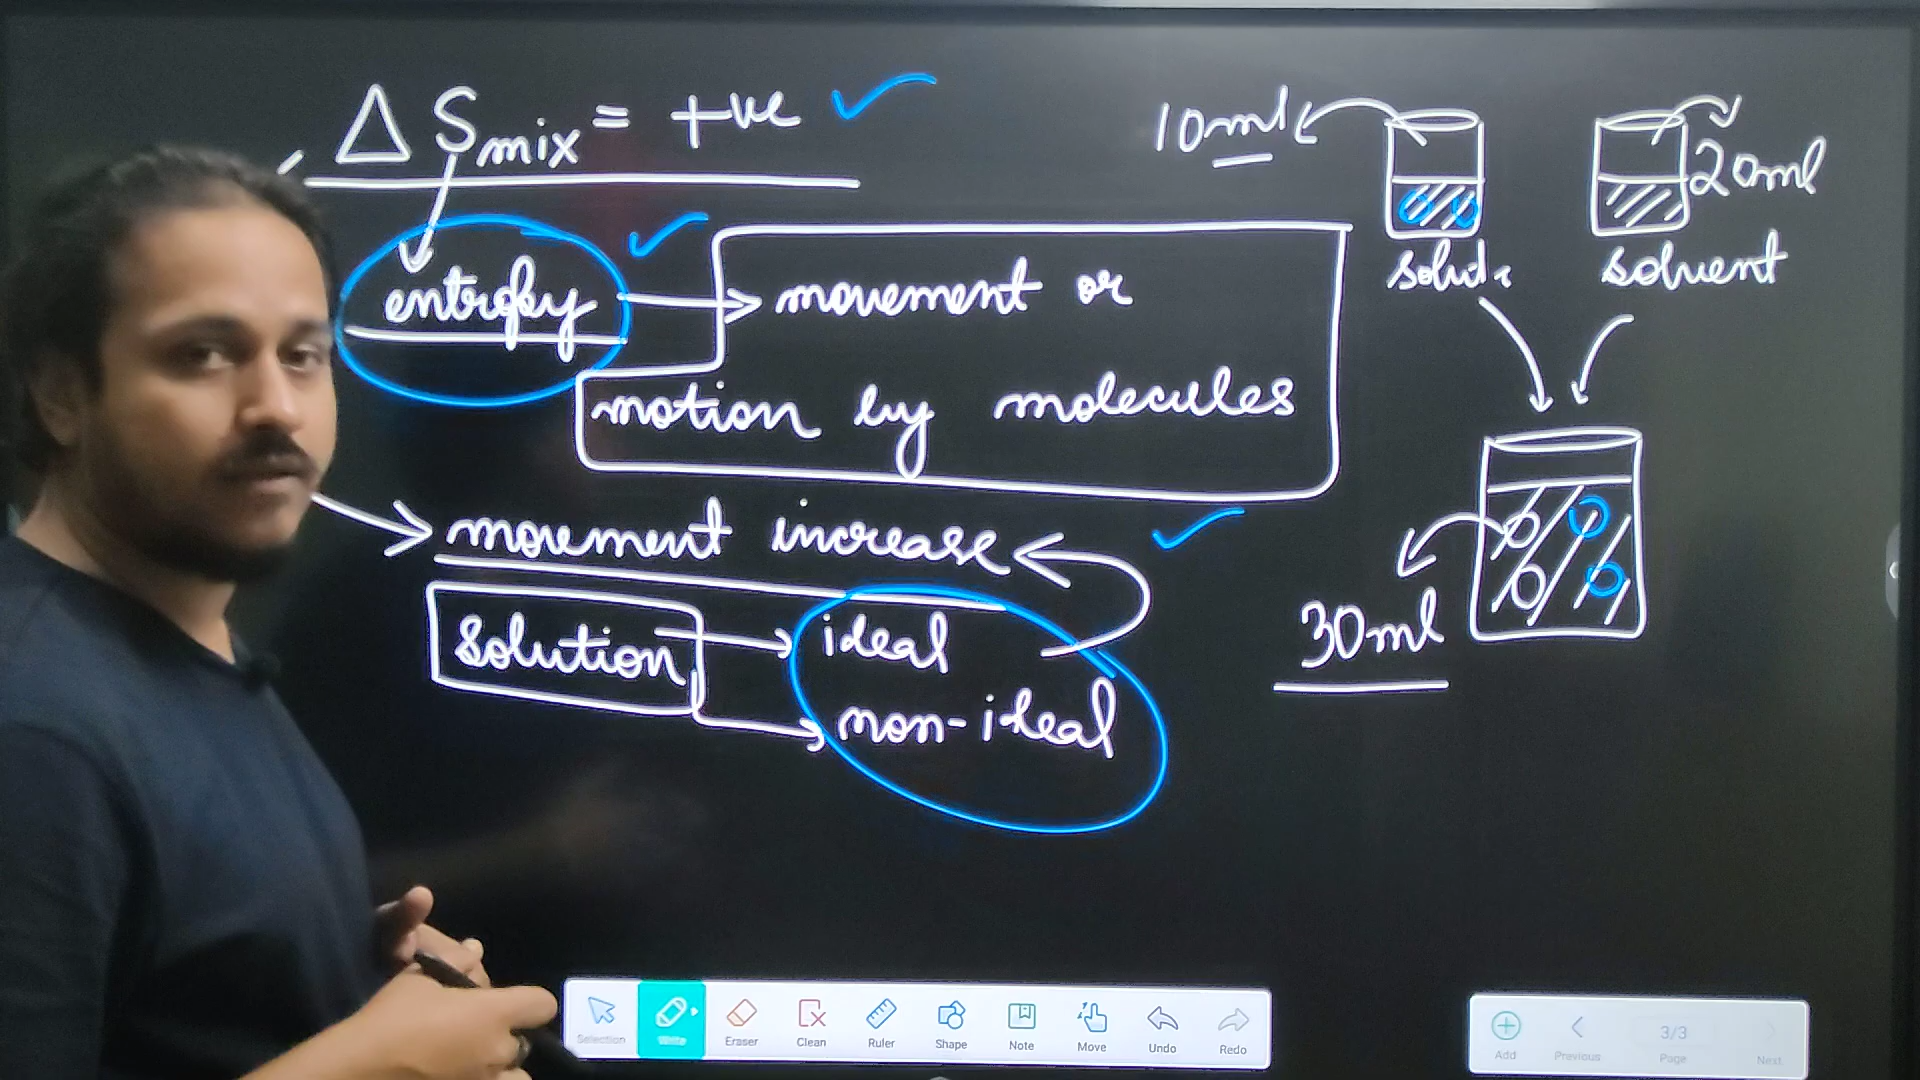 Δ Smix = +ve
10ml
20ml
solute
solvent
entropy → movement or
motion by molecules
→ movement increase
30ml
solution → ideal
→ non-ideal
Selection
Write
Eraser
Clean
Ruler
Shape
Note
Move
Undo
Redo
Add
Previous
3/3
Page
Next